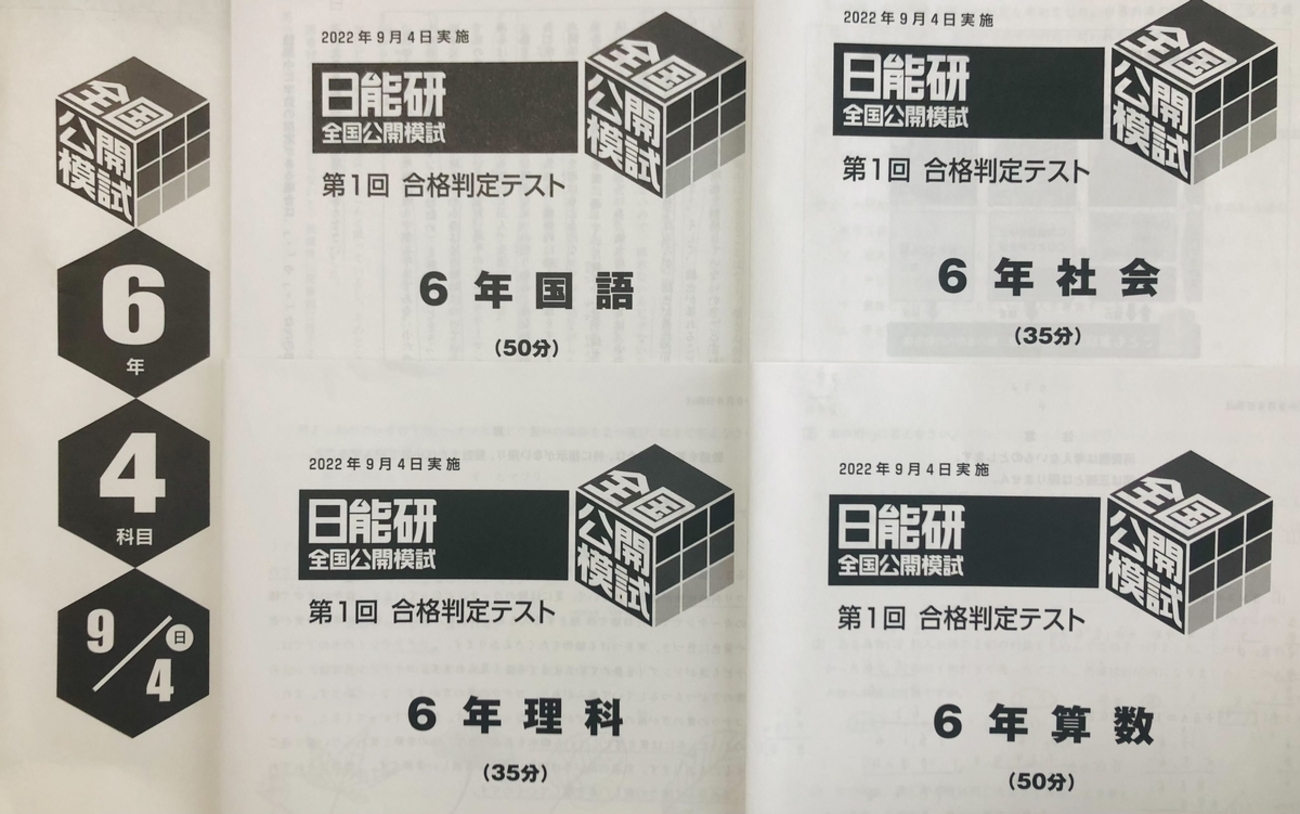 全国
公開
模試
6
年
4
科目
9/4
日
2022年9月4日実施
日能研
全国公開模試
全国
公開
模試
第1回 合格判定テスト
6年国語
(50分)
2022年9月4日実施
日能研
全国公開模試
全国
公開
模試
第1回 合格判定テスト
6年社会
(35分)
2022年9月4日実施
日能研
全国公開模試
全国
公開
模試
第1回 合格判定テスト
6年理科
(35分)
2022年9月4日実施
日能研
全国公開模試
全国
公開
模試
第1回 合格判定テスト
6年算数
(50分)